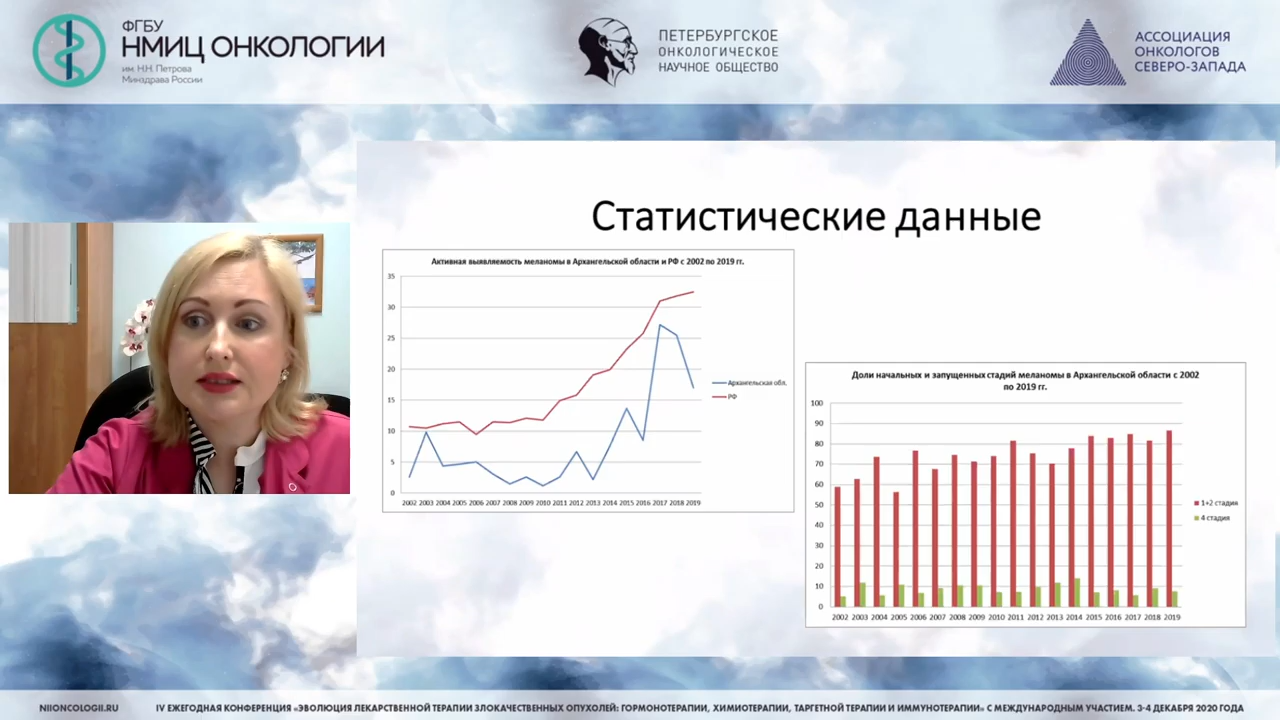 ФГБУ
НМИЦ ОНКОЛОГИИ
им. Н.Н. Петрова
Минздрава России
ПЕТЕРБУРГСКОЕ
ОНКОЛОГИЧЕСКОЕ
НАУЧНОЕ ОБЩЕСТВО
АССОЦИАЦИЯ
ОНКОЛОГОВ
СЕВЕРО-ЗАПАДА
Статистические данные
Активная выявляемость меланомы в Архангельской области и РФ с 2002 по 2019 гг.
35
30
25
20
15
10
5
0
2002 2003 2004 2005 2006 2007 2008 2009 2010 2011 2012 2013 2014 2015 2016 2017 2018 2019
Архангельская обл.
РФ
Доли начальных и запущенных стадий меланомы в Архангельской области с 2002
по 2019 гг.
100
90
80
70
60
50
40
30
20
10
0
2002 2003 2004 2005 2006 2007 2008 2009 2010 2011 2012 2013 2014 2015 2016 2017 2018 2019
1+2 стадия
4 стадия
NIIONCOLOGII.RU IV ЕЖЕГОДНАЯ КОНФЕРЕНЦИЯ «ЭВОЛЮЦИЯ ЛЕКАРСТВЕННОЙ ТЕРАПИИ ЗЛОКАЧЕСТВЕННЫХ ОПУХОЛЕЙ: ГОРМОНОТЕРАПИИ, ХИМИОТЕРАПИИ, ТАРГЕТНОЙ ТЕРАПИИ И ИММУНОТЕРАПИИ» С МЕЖДУНАРОДНЫМ УЧАСТИЕМ. 3-4 ДЕКАБРЯ 2020 ГОДА